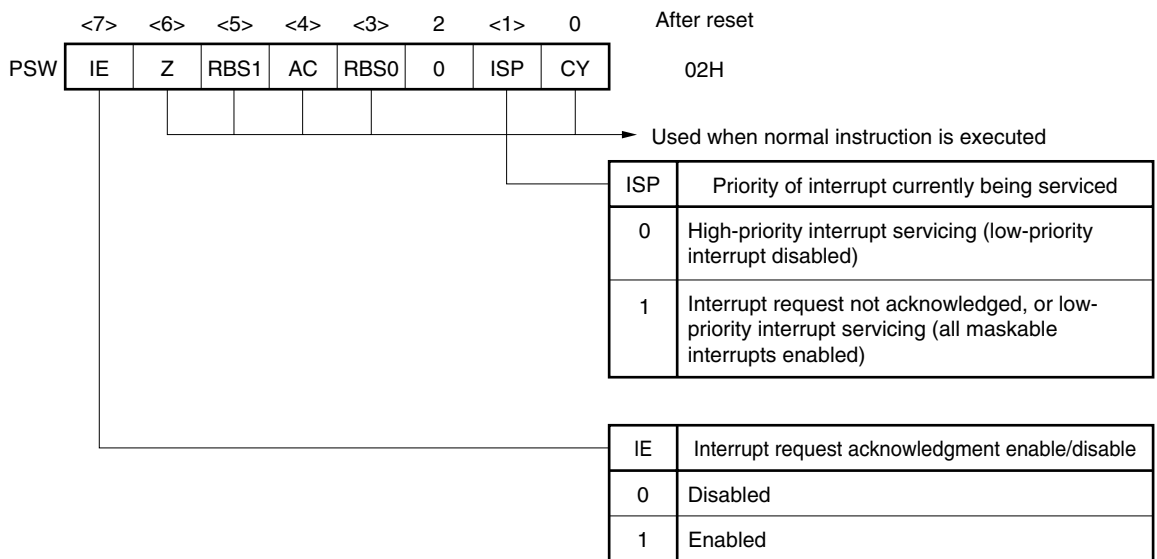 <7> <6> <5> <4> <3> 2 <1> 0 After reset
PSW IE Z RBS1 AC RBS0 0 ISP CY 02H
Used when normal instruction is executed
ISP Priority of interrupt currently being serviced
0 High-priority interrupt servicing (low-priority
interrupt disabled)
1 Interrupt request not acknowledged, or low-
priority interrupt servicing (all maskable
interrupts enabled)
IE Interrupt request acknowledgment enable/disable
0 Disabled
1 Enabled